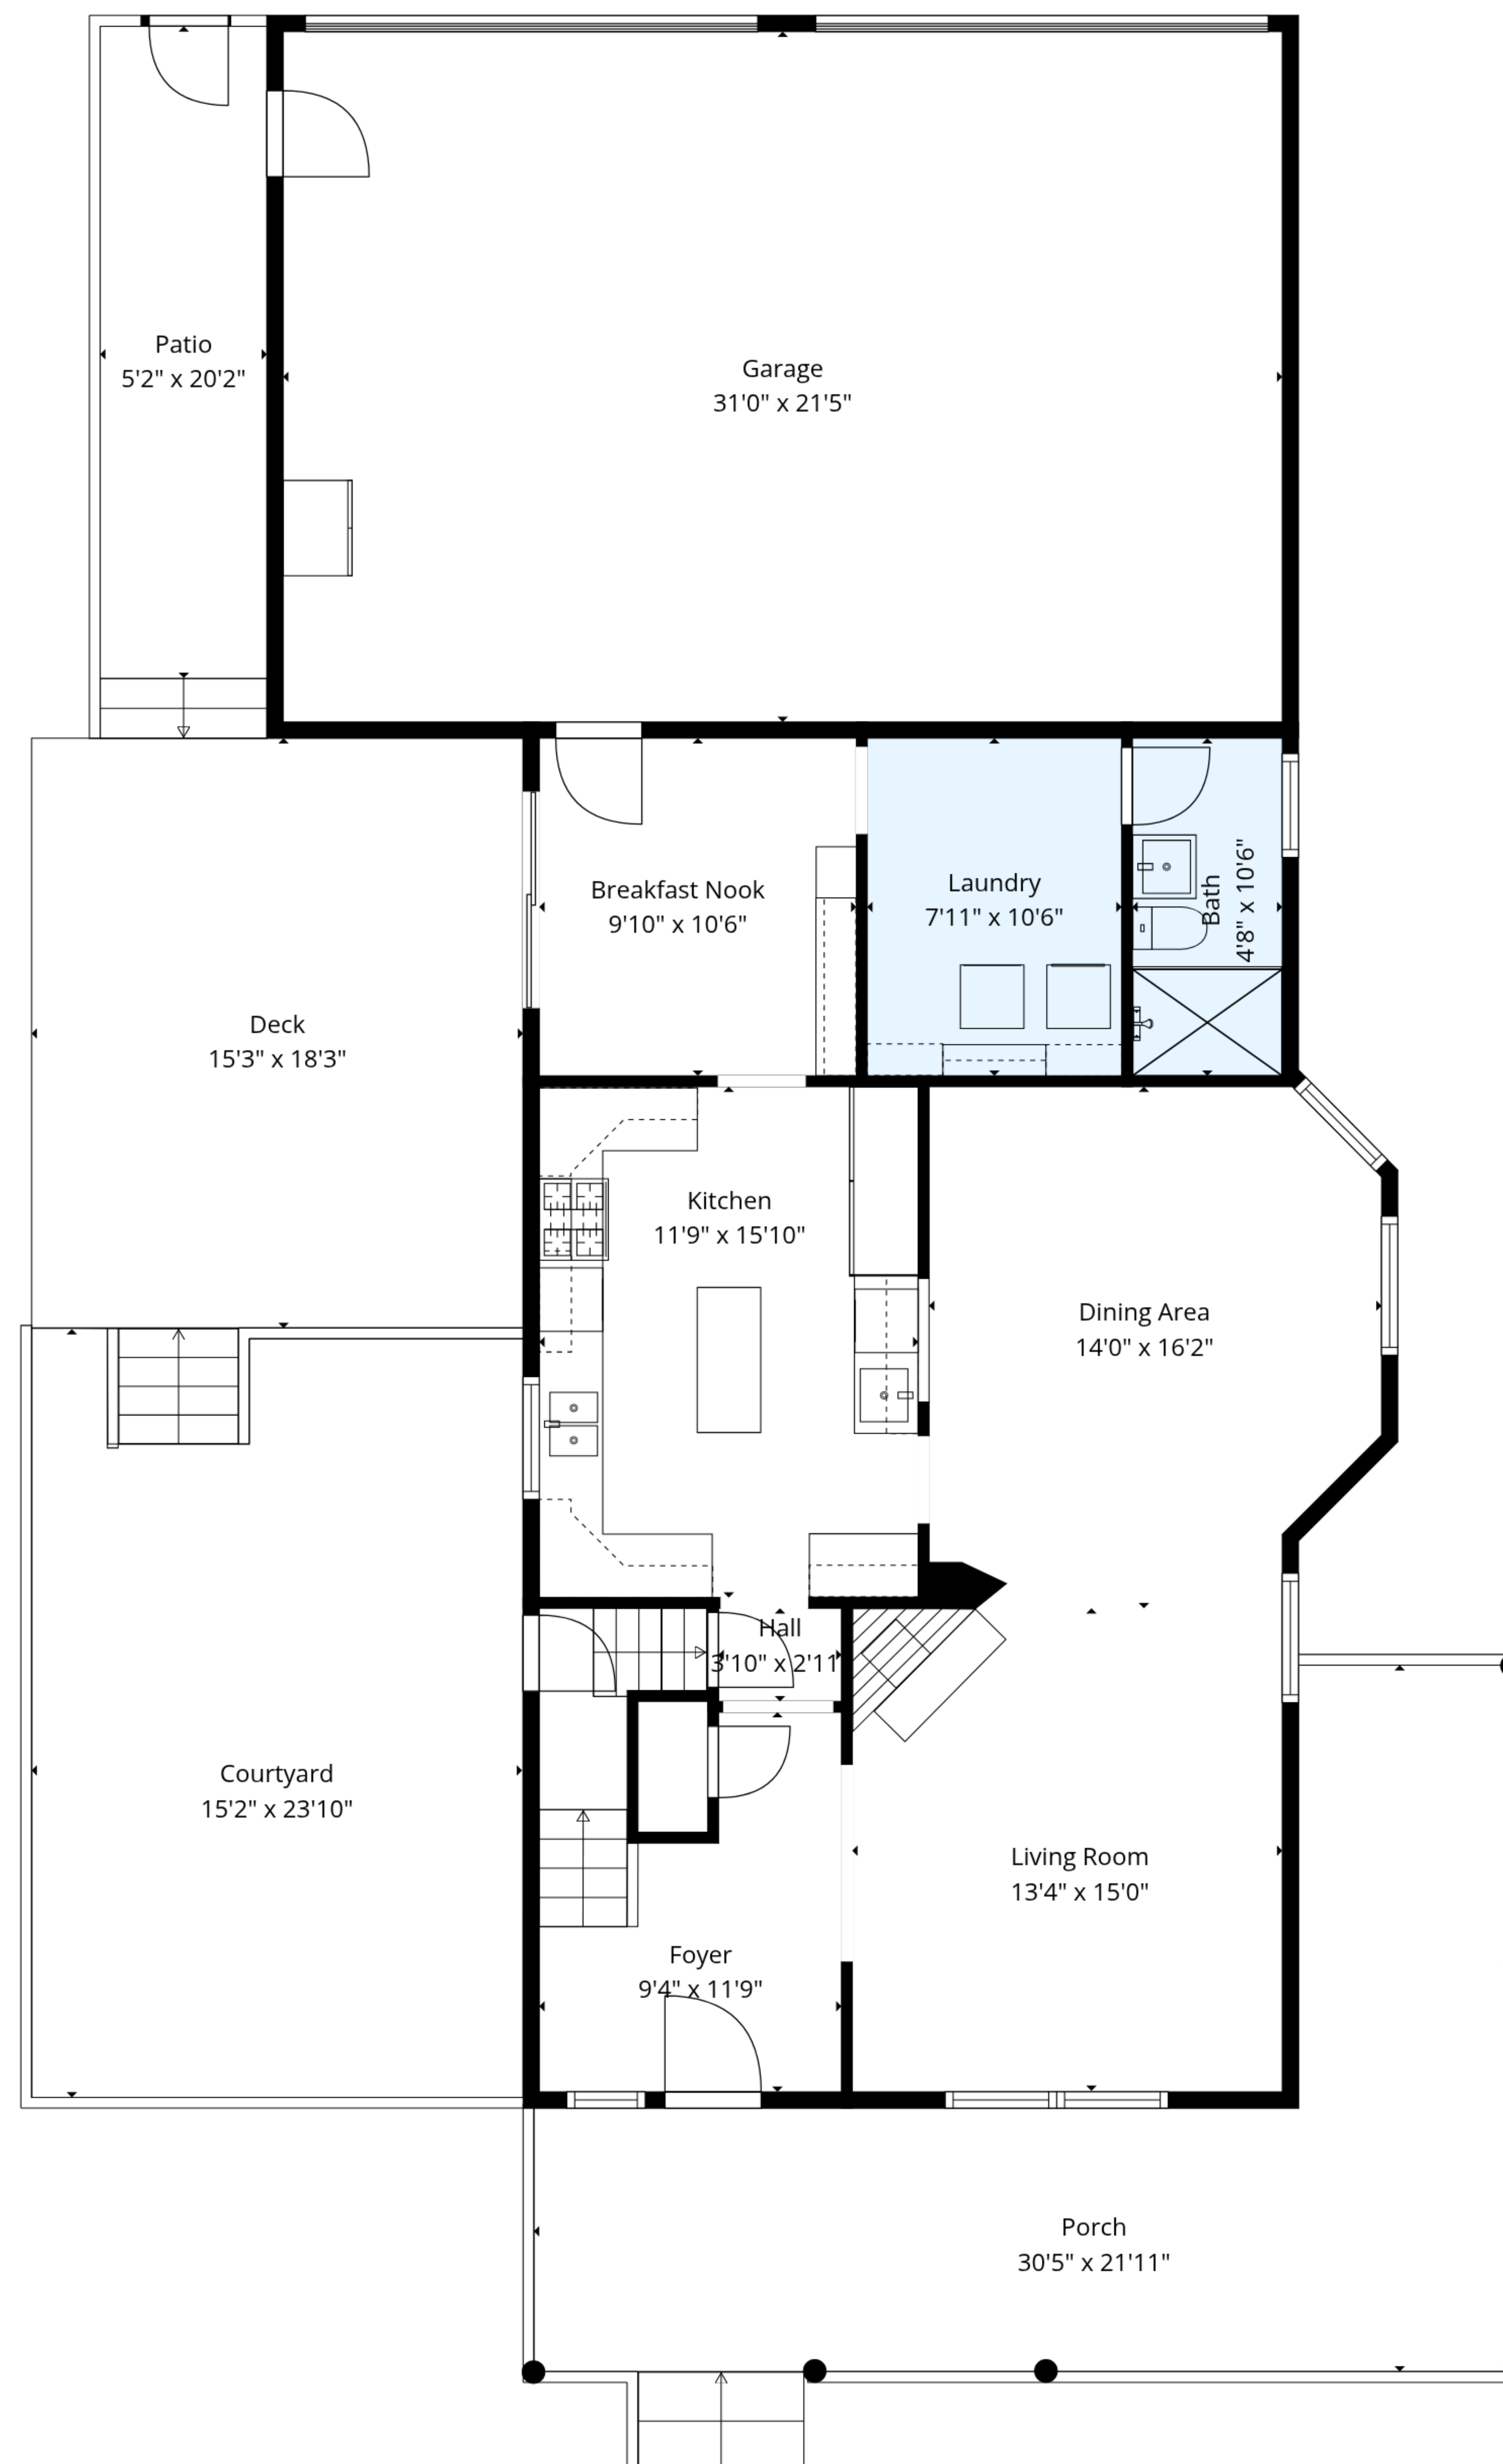 Patio
5'2" x 20'2"
Garage
31'0" x 21'5"
Breakfast Nook
9'10" x 10'6"
Laundry
7'11" x 10'6"
Bath
4'8" x 10'6"
Deck
15'3" x 18'3"
Kitchen
11'9" x 15'10"
Dining Area
14'0" x 16'2"
Hall
3'10" x 2'11
Courtyard
15'2" x 23'10"
Living Room
13'4" x 15'0"
Foyer
9'4" x 11'9"
Porch
30'5" x 21'11"